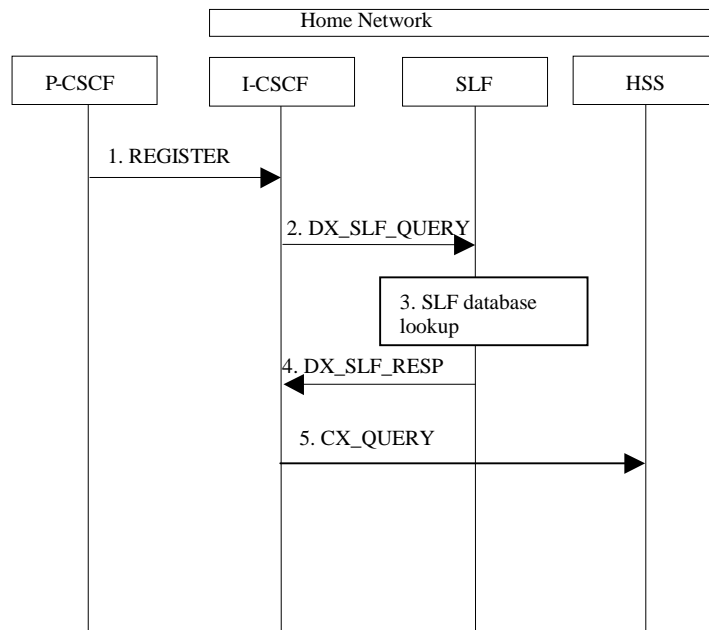 Home Network
P-CSCF
I-CSCF
SLF
HSS
1. REGISTER
2. DX_SLF_QUERY
3. SLF database
lookup
4. DX_SLF_RESP
5. CX_QUERY